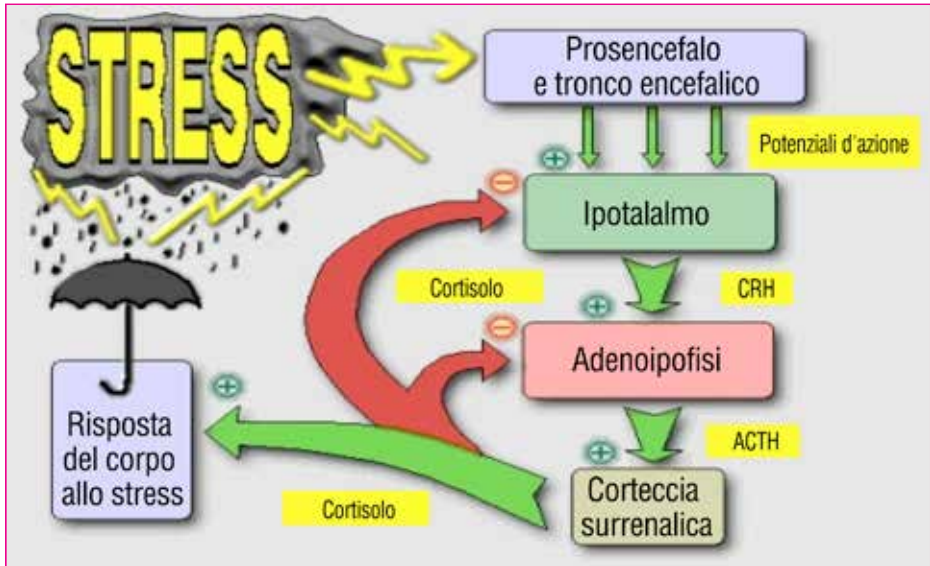 STRESS
Prosencefalo
e tronco encefalico
Potenziali d'azione
Ipotalalmo
Cortisolo
CRH
Adenoipofisi
Risposta
del corpo
allo stress
ACTH
Cortisolo
Corteccia
surrenalica